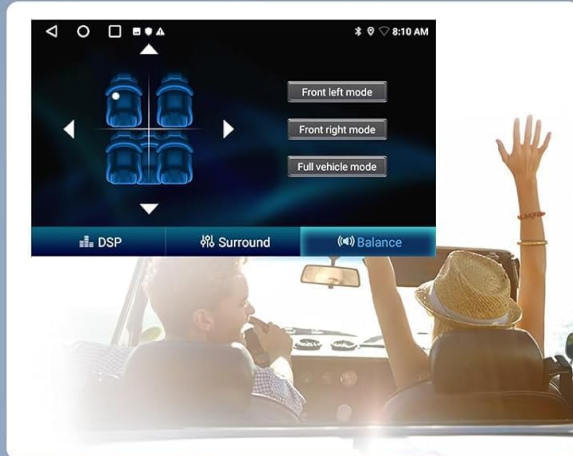 8:10 AM
Front left mode
Front right mode
Full vehicle mode
DSP
Surround
Balance